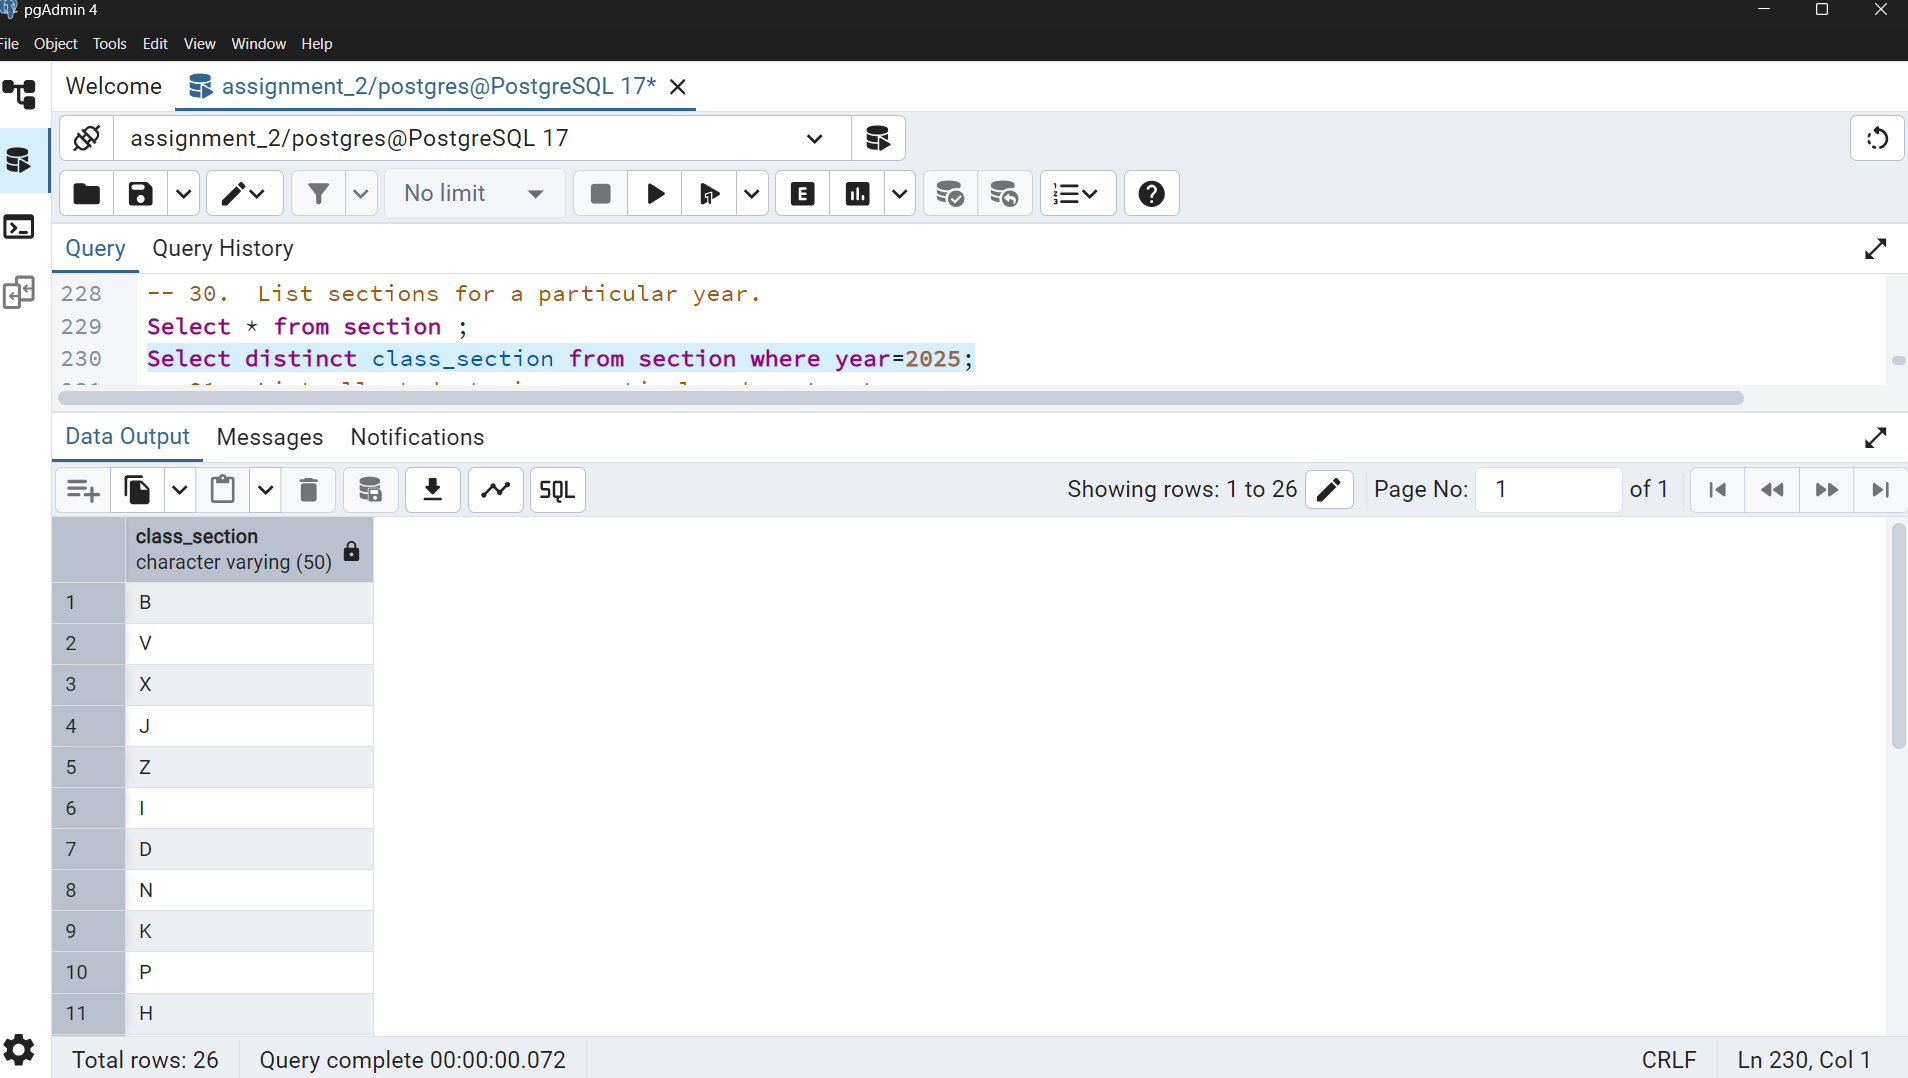 pgAdmin 4
File Object Tools Edit View Window Help
Welcome assignment_2/postgres@PostgreSQL 17*
assignment_2/postgres@PostgreSQL 17
No limit E
Query Query History
228 -- 30. List sections for a particular year.
229 Select * from section ;
230 Select distinct class_section from section where year=2025;
Data Output Messages Notifications
SQL Showing rows: 1 to 26 Page No: 1 of 1
class_section
character varying (50)
1 B
2 V
3 X
4 J
5 Z
6 I
7 D
8 N
9 K
10 P
11 H
Total rows: 26 Query complete 00:00:00.072 CRLF Ln 230, Col 1